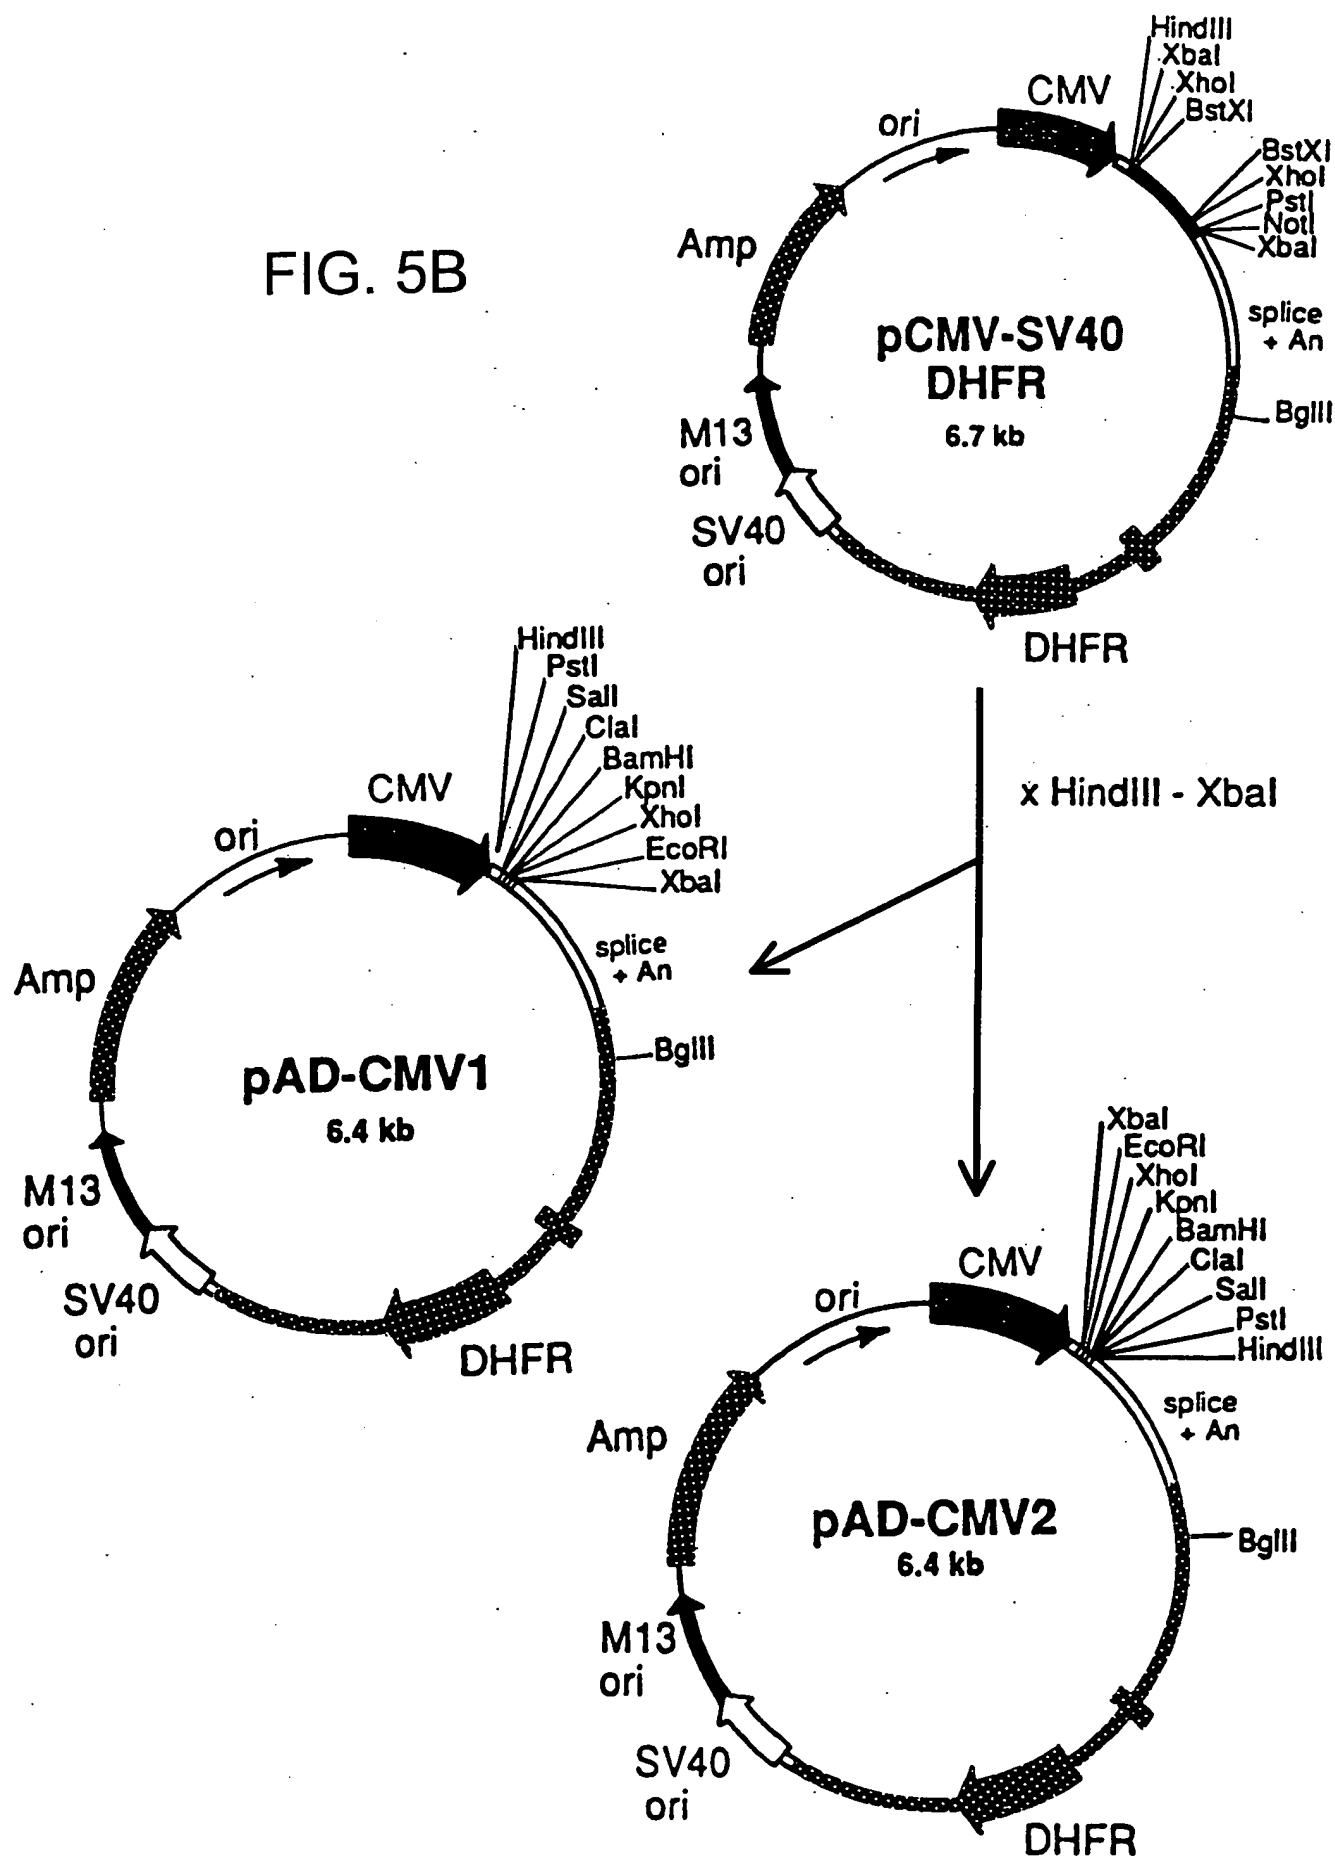 FIG. 5B
HindIII
XbaI
XhoI
BstXI
CMV
ori
BstXI
XhoI
PstI
NotI
XbaI
Amp
splice
+ An
pCMV-SV40
DHFR
6.7 kb
BglII
M13
ori
SV40
ori
DHFR
x HindIII - XbaI
HindIII
PstI
SalI
ClaI
BamHI
KpnI
XhoI
EcoRI
XbaI
CMV
ori
Amp
splice
+ An
pAD-CMV1
6.4 kb
BglII
M13
ori
SV40
ori
DHFR
XbaI
EcoRI
XhoI
KpnI
BamHI
ClaI
SalI
PstI
HindIII
CMV
ori
Amp
splice
+ An
pAD-CMV2
6.4 kb
BglII
M13
ori
SV40
ori
DHFR